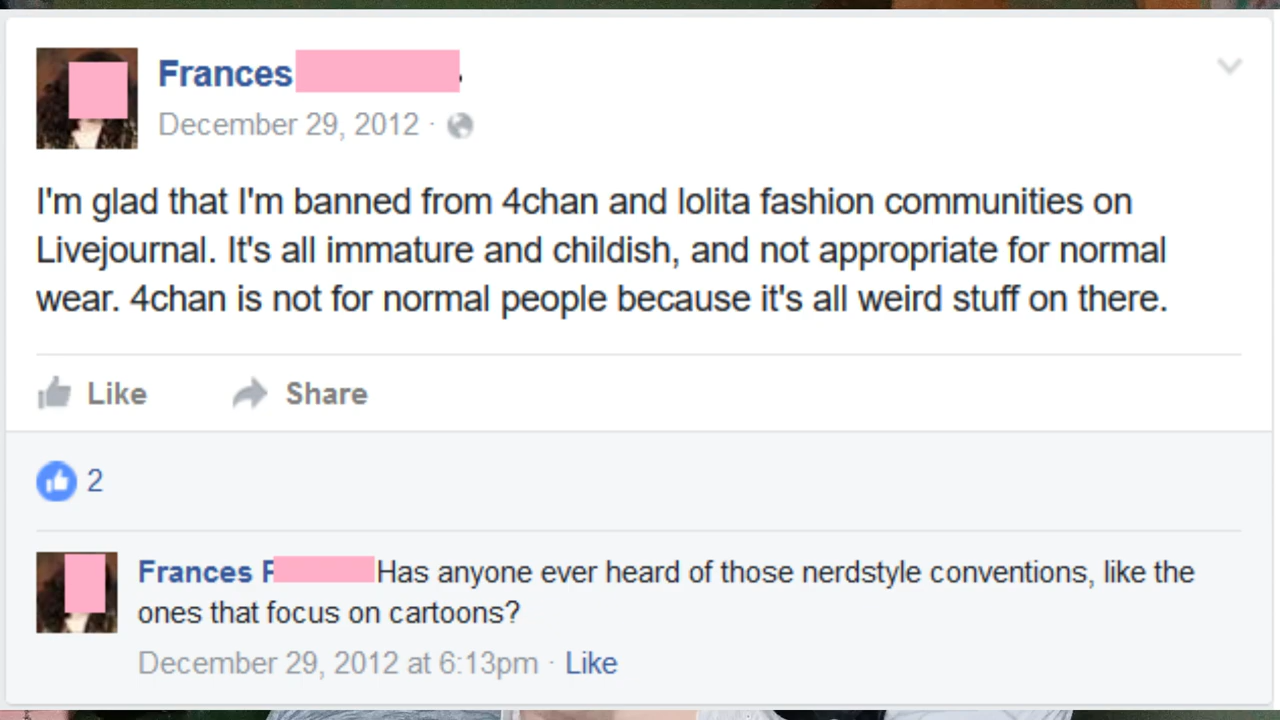 Frances
December 29, 2012 ·
I'm glad that I'm banned from 4chan and lolita fashion communities on
Livejournal. It's all immature and childish, and not appropriate for normal
wear. 4chan is not for normal people because it's all weird stuff on there.
Like Share
2
Frances Has anyone ever heard of those nerdstyle conventions, like the
ones that focus on cartoons?
December 29, 2012 at 6:13pm · Like